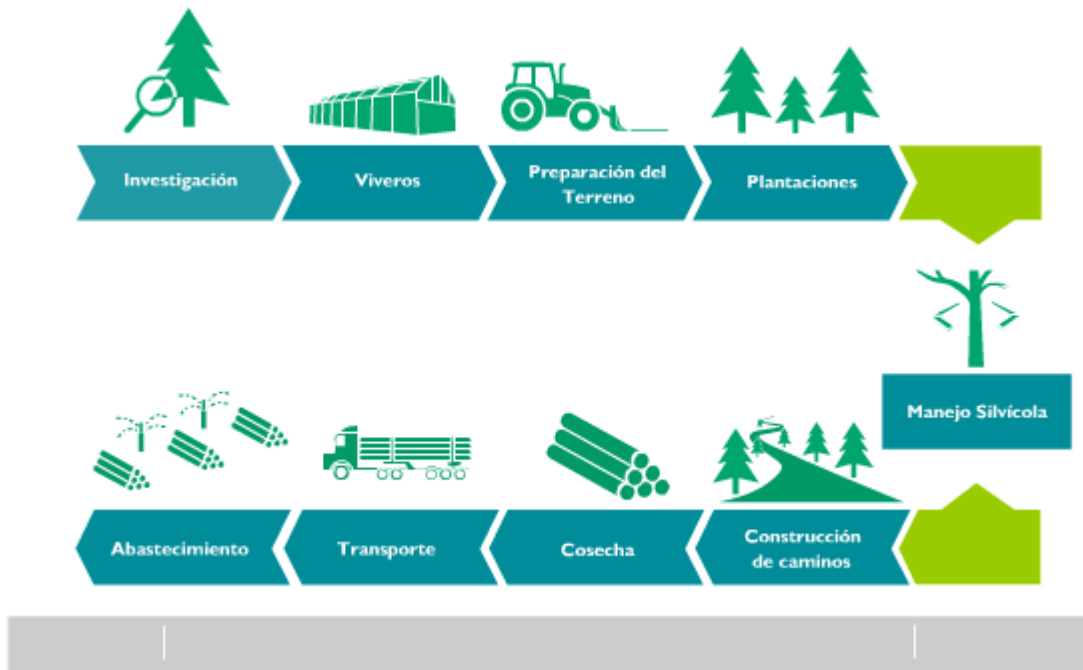 Investigación
Viveros
Preparación del
Terreno
Plantaciones
Manejo Silvícola
Abastecimiento
Transporte
Cosecha
Construcción
de caminos